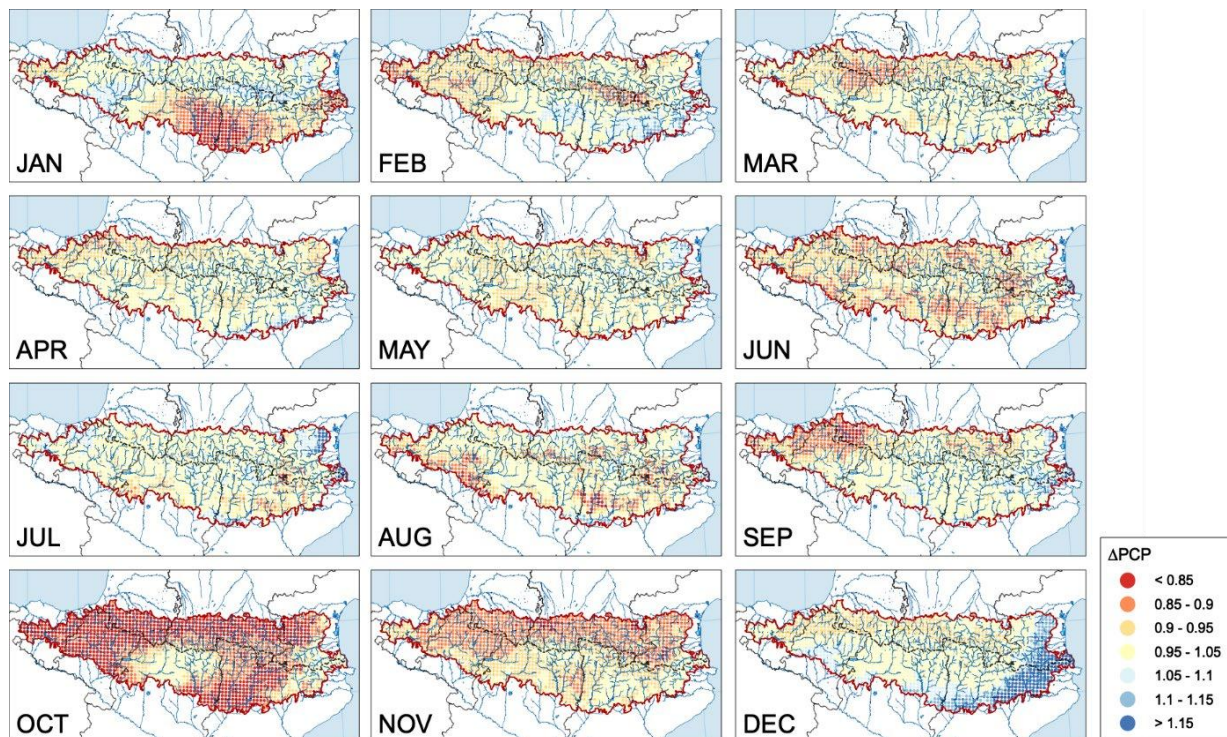 JAN
FEB
MAR
APR
MAY
JUN
JUL
AUG
SEP
OCT
NOV
DEC
ΔPCP
< 0.85
0.85 - 0.9
0.9 - 0.95
0.95 - 1.05
1.05 - 1.1
1.1 - 1.15
> 1.15